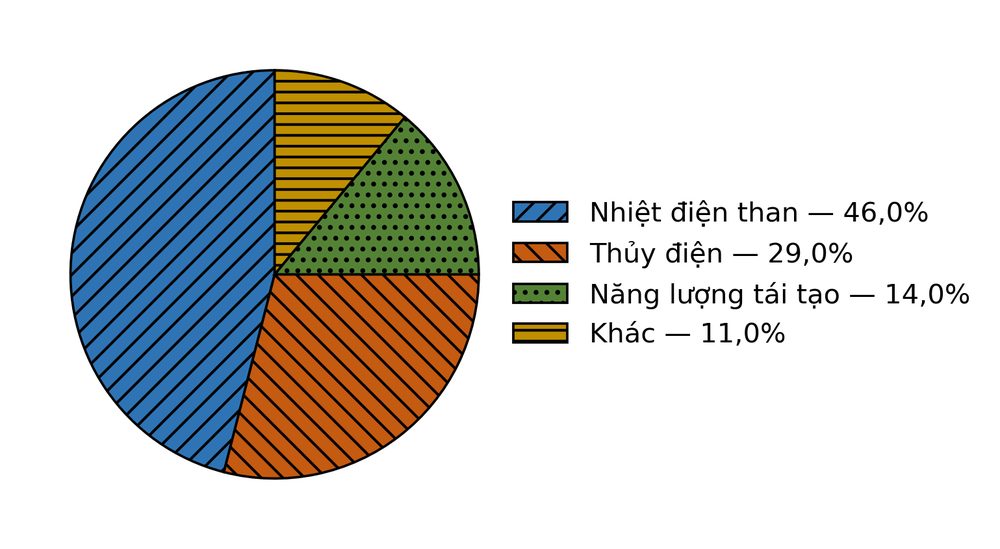 Nhiệt điện than — 46,0%
Thủy điện — 29,0%
Năng lượng tái tạo — 14,0%
Khác — 11,0%